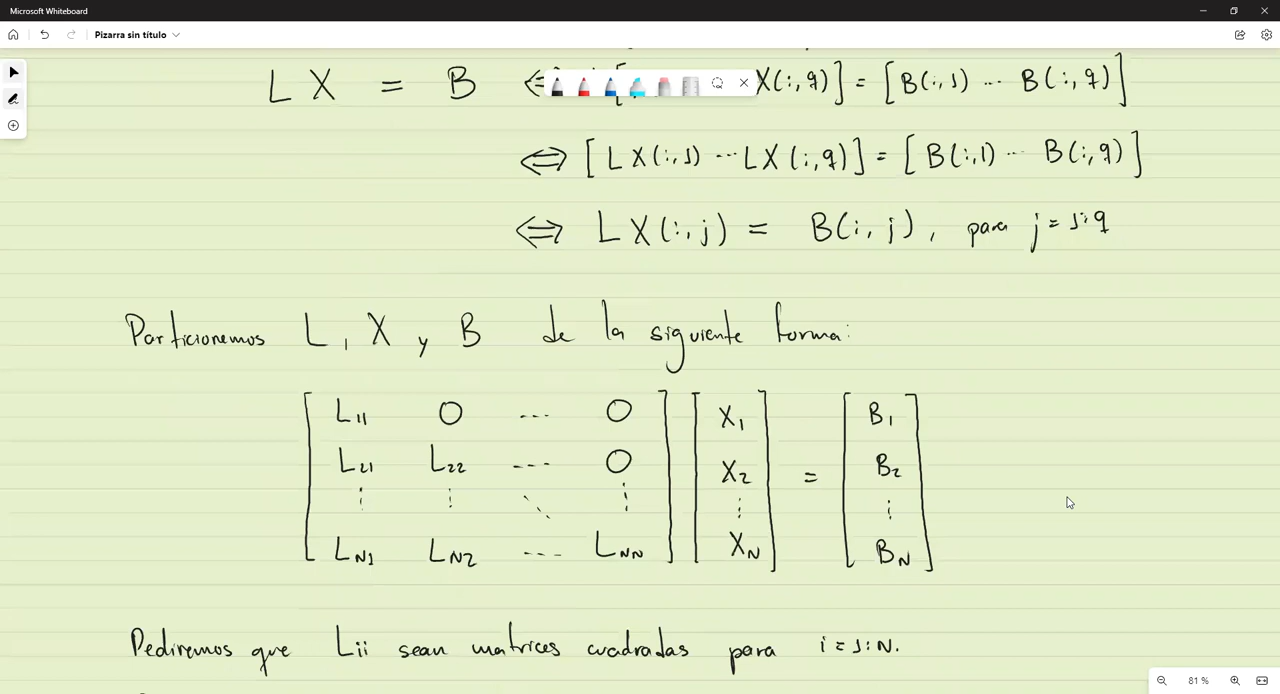 Microsoft Whiteboard
Pizarra sin título
L X = B ⇔ [ X(:,q)] = [B(:,1) ... B(:,q)]
⇔ [LX(:,1) ... LX(:,q)] = [B(:,1) ... B(:,q)]
⇔ LX(:,j) = B(:,j), para j=1:q
Particionemos L, X y B de la siguiente forma:
[ L11 0 ... 0 ] [ X1 ] [ B1 ]
[ L21 L22 ... 0 ] [ X2 ] = [ B2 ]
[ ⋮ ⋮ ⋱ ⋮ ] [ ⋮ ] [ ⋮ ]
[ LN1 LN2 ... LNN ] [ XN ] [ BN ]
Pediremos que Lii sean matrices cuadradas para i=1:N.
81 %